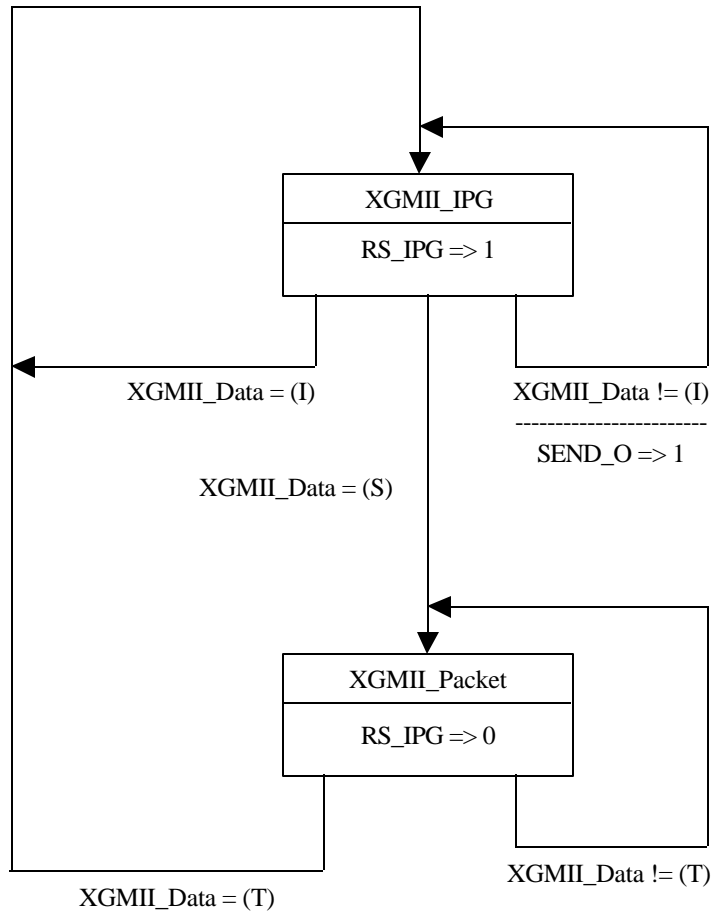 XGMII_IPG
RS_IPG => 1
XGMII_Data = (I)
XGMII_Data != (I)
------------------------
SEND_O => 1
XGMII_Data = (S)
XGMII_Packet
RS_IPG => 0
XGMII_Data != (T)
XGMII_Data = (T)